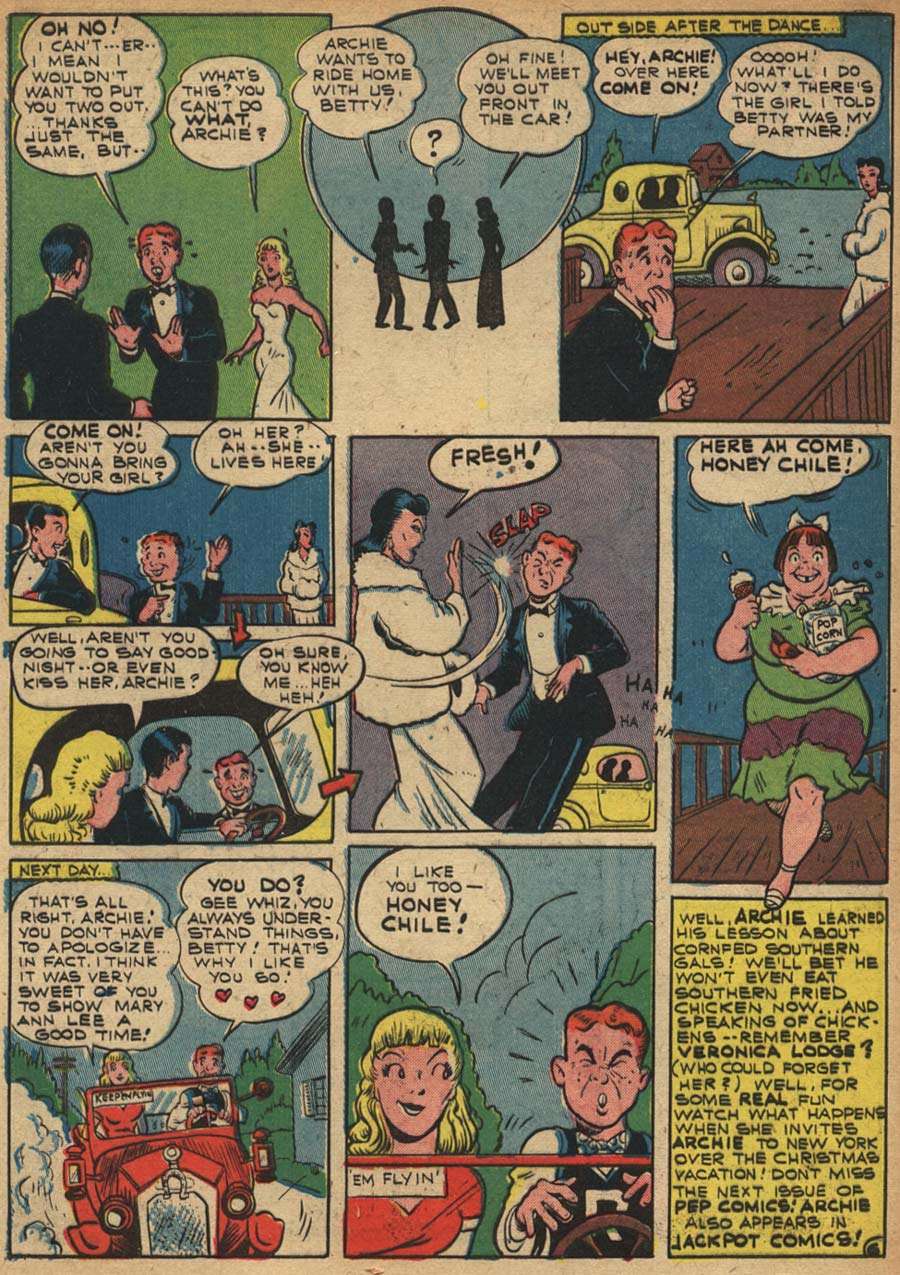 OH NO!
I CAN'T---ER--
I MEAN I
WOULDN'T
WANT TO PUT
YOU TWO OUT.
THANKS
JUST THE
SAME, BUT--
WHAT'S
THIS? YOU
CAN'T DO
WHAT,
ARCHIE?
ARCHIE
WANTS TO
RIDE HOME
WITH US,
BETTY!
?
OH FINE!
WE'LL MEET
YOU OUT
FRONT IN
THE CAR!
OUT SIDE AFTER THE DANCE...
HEY, ARCHIE!
OVER HERE
COME ON!
OOOOH!
WHAT'LL I DO
NOW? THERE'S
THE GIRL I TOLD
BETTY WAS MY
PARTNER!
COME ON!
AREN'T YOU
GONNA BRING
YOUR GIRL?
OH HER?
AH--SHE--
LIVES HERE!
WELL, AREN'T YOU
GOING TO SAY GOOD-
NIGHT--OR EVEN
KISS HER, ARCHIE?
OH SURE,
YOU KNOW
ME...HEH
HEH!
FRESH!
SLAP
HA HA
HA
HA HA
HERE AH COME,
HONEY CHILE!
POP
CORN
NEXT DAY...
THAT'S ALL
RIGHT, ARCHIE!
YOU DON'T HAVE
TO APOLOGIZE...
IN FACT, I THINK
IT WAS VERY
SWEET OF YOU
TO SHOW MARY
ANN LEE A
GOOD TIME!
YOU DO?
GEE WHIZ, YOU
ALWAYS UNDER-
STAND THINGS,
BETTY! THAT'S
WHY I LIKE
YOU SO!
KEEP'EM FLYIN'
I LIKE
YOU TOO—
HONEY
CHILE!
'EM FLYIN'
WELL, ARCHIE LEARNED
HIS LESSON ABOUT
CORNFED SOUTHERN
GALS! WE'LL BET HE
WON'T EVEN EAT
SOUTHERN FRIED
CHICKEN NOW...AND
SPEAKING OF CHICK-
ENS--REMEMBER
VERONICA LODGE?
(WHO COULD FORGET
HER?) WELL, FOR
SOME REAL FUN
WATCH WHAT HAPPENS
WHEN SHE INVITES
ARCHIE TO NEW YORK
OVER THE CHRISTMAS
VACATION! DON'T MISS
THE NEXT ISSUE OF
PEP COMICS! ARCHIE
ALSO APPEARS IN
JACKPOT COMICS!
6